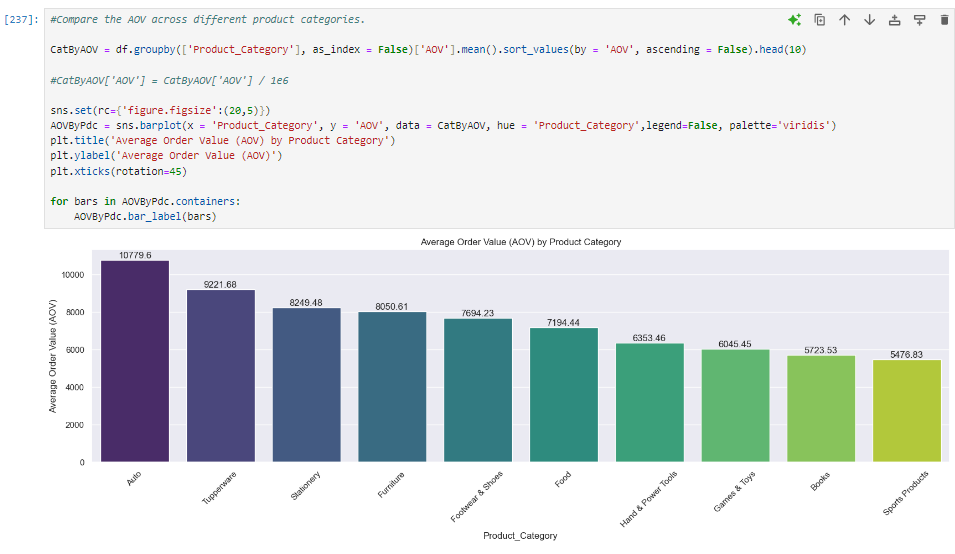 [237]: #Compare the AOV across different product categories.
CatByAOV = df.groupby(['Product_Category'], as_index = False)['AOV'].mean().sort_values(by = 'AOV', ascending = False).head(10)
#CatByAOV['AOV'] = CatByAOV['AOV'] / 1e6
sns.set(rc={'figure.figsize':(20,5)})
AOVByPdc = sns.barplot(x = 'Product_Category', y = 'AOV', data = CatByAOV, hue = 'Product_Category',legend=False, palette='viridis')
plt.title('Average Order Value (AOV) by Product Category')
plt.ylabel('Average Order Value (AOV)')
plt.xticks(rotation=45)
for bars in AOVByPdc.containers:
    AOVByPdc.bar_label(bars)
Average Order Value (AOV) by Product Category
Average Order Value (AOV)
10000
8000
6000
4000
2000
0
10779.6
9221.68
8249.48
8050.61
7694.23
7194.44
6353.46
6045.45
5723.53
5476.83
Auto
Tupperware
Stationery
Furniture
Footwear & Shoes
Food
Hand & Power Tools
Games & Toys
Books
Sports Products
Product_Category